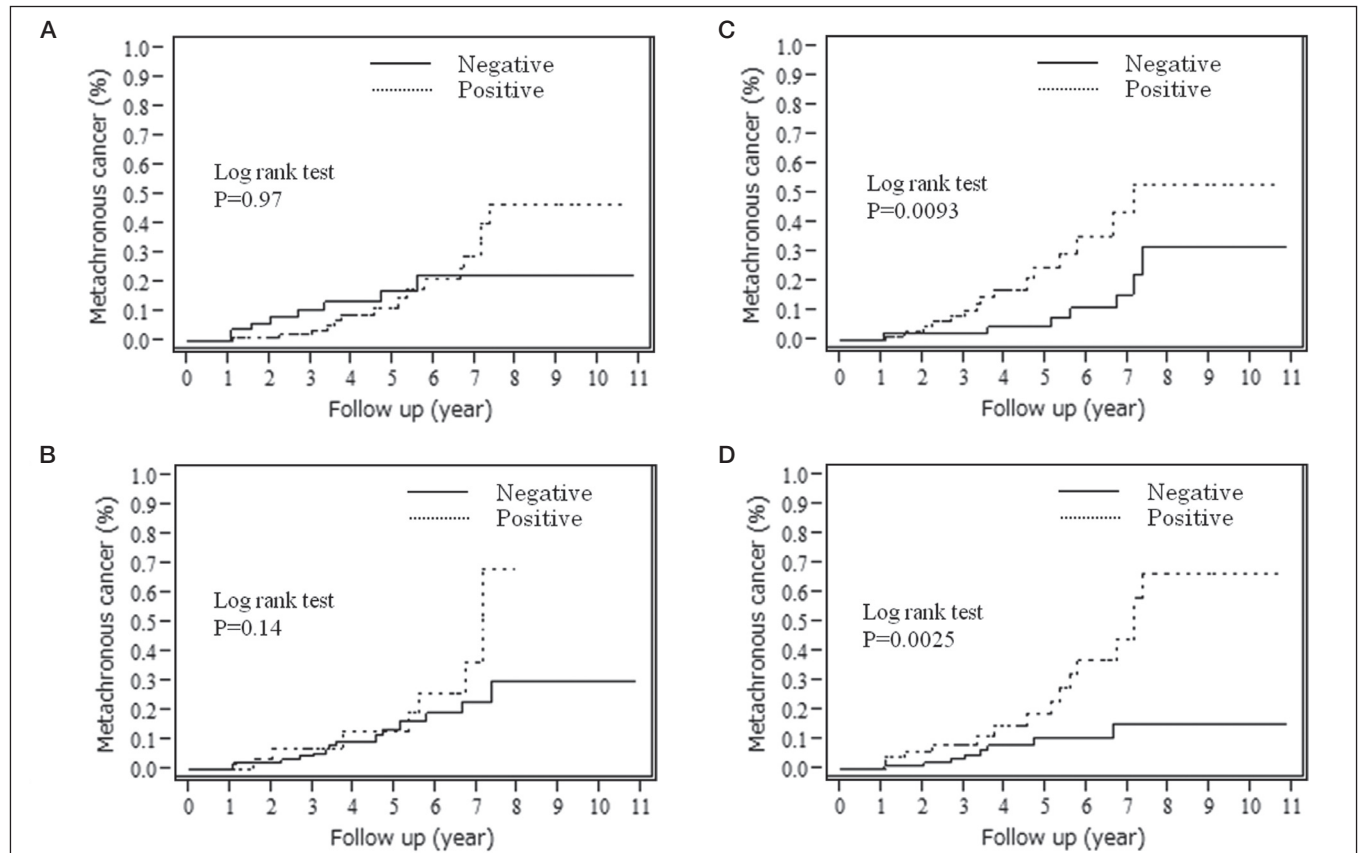 A
Metachronous cancer (%)
1.0
0.9
0.8
0.7
0.6
0.5
0.4
0.3
0.2
0.1
0.0
Negative
Positive
Log rank test
P=0.97
0 1 2 3 4 5 6 7 8 9 10 11
Follow up (year)
B
Metachronous cancer (%)
1.0
0.9
0.8
0.7
0.6
0.5
0.4
0.3
0.2
0.1
0.0
Negative
Positive
Log rank test
P=0.14
0 1 2 3 4 5 6 7 8 9 10 11
Follow up (year)
C
Metachronous cancer (%)
1.0
0.9
0.8
0.7
0.6
0.5
0.4
0.3
0.2
0.1
0.0
Negative
Positive
Log rank test
P=0.0093
0 1 2 3 4 5 6 7 8 9 10 11
Follow up (year)
D
Metachronous cancer (%)
1.0
0.9
0.8
0.7
0.6
0.5
0.4
0.3
0.2
0.1
0.0
Negative
Positive
Log rank test
P=0.0025
0 1 2 3 4 5 6 7 8 9 10 11
Follow up (year)